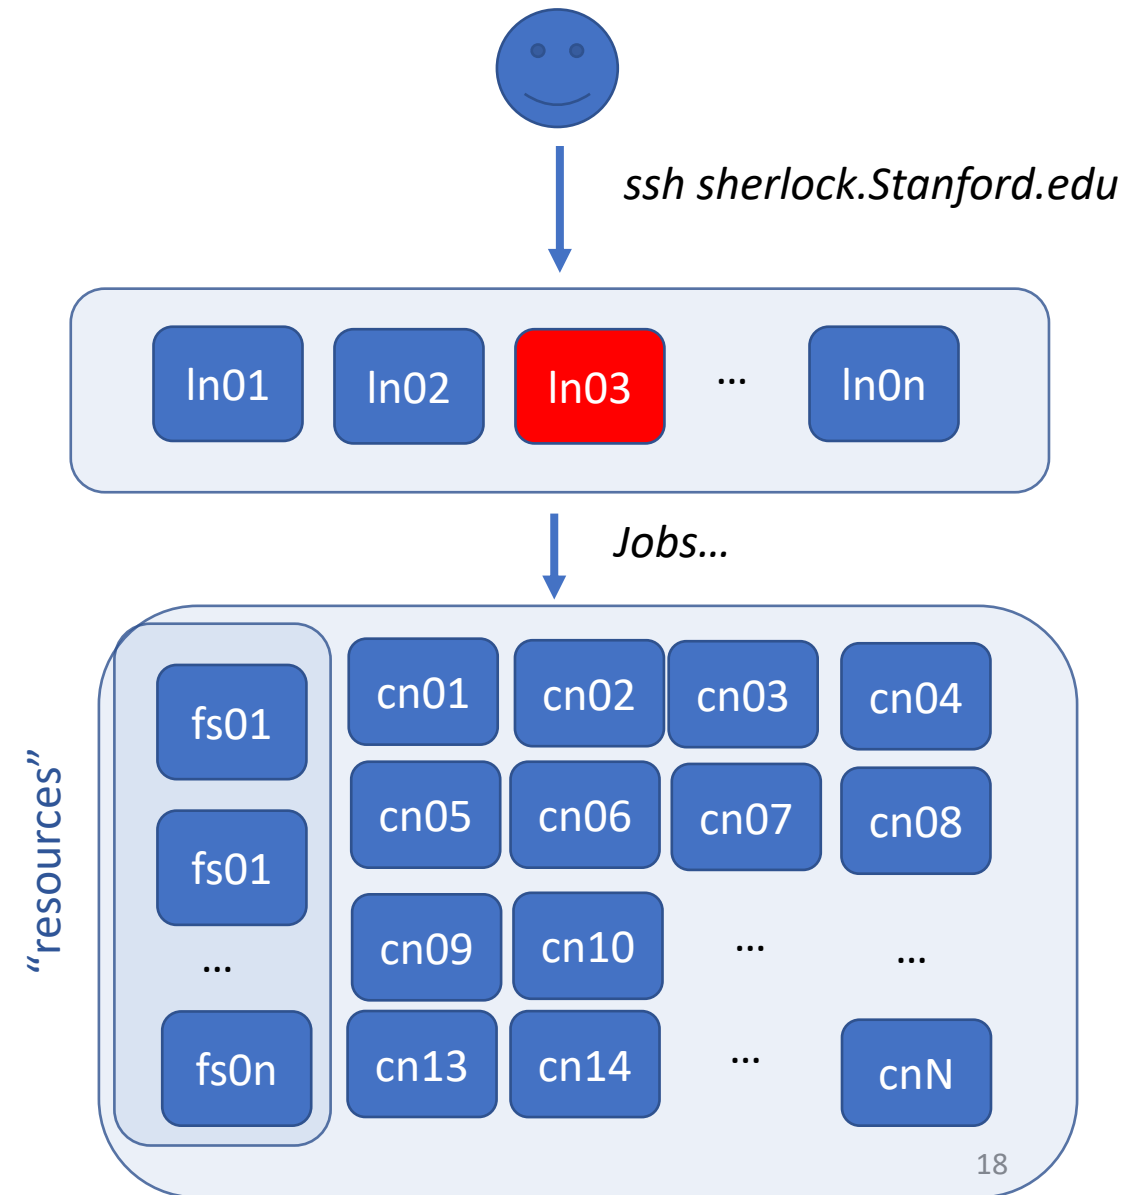 ssh sherlock.Stanford.edu
ln01 ln02 ln03 … ln0n
Jobs…
“resources”
fs01 cn01 cn02 cn03 cn04
fs01 cn05 cn06 cn07 cn08
… cn09 cn10 … …
fs0n cn13 cn14 … cnN
18